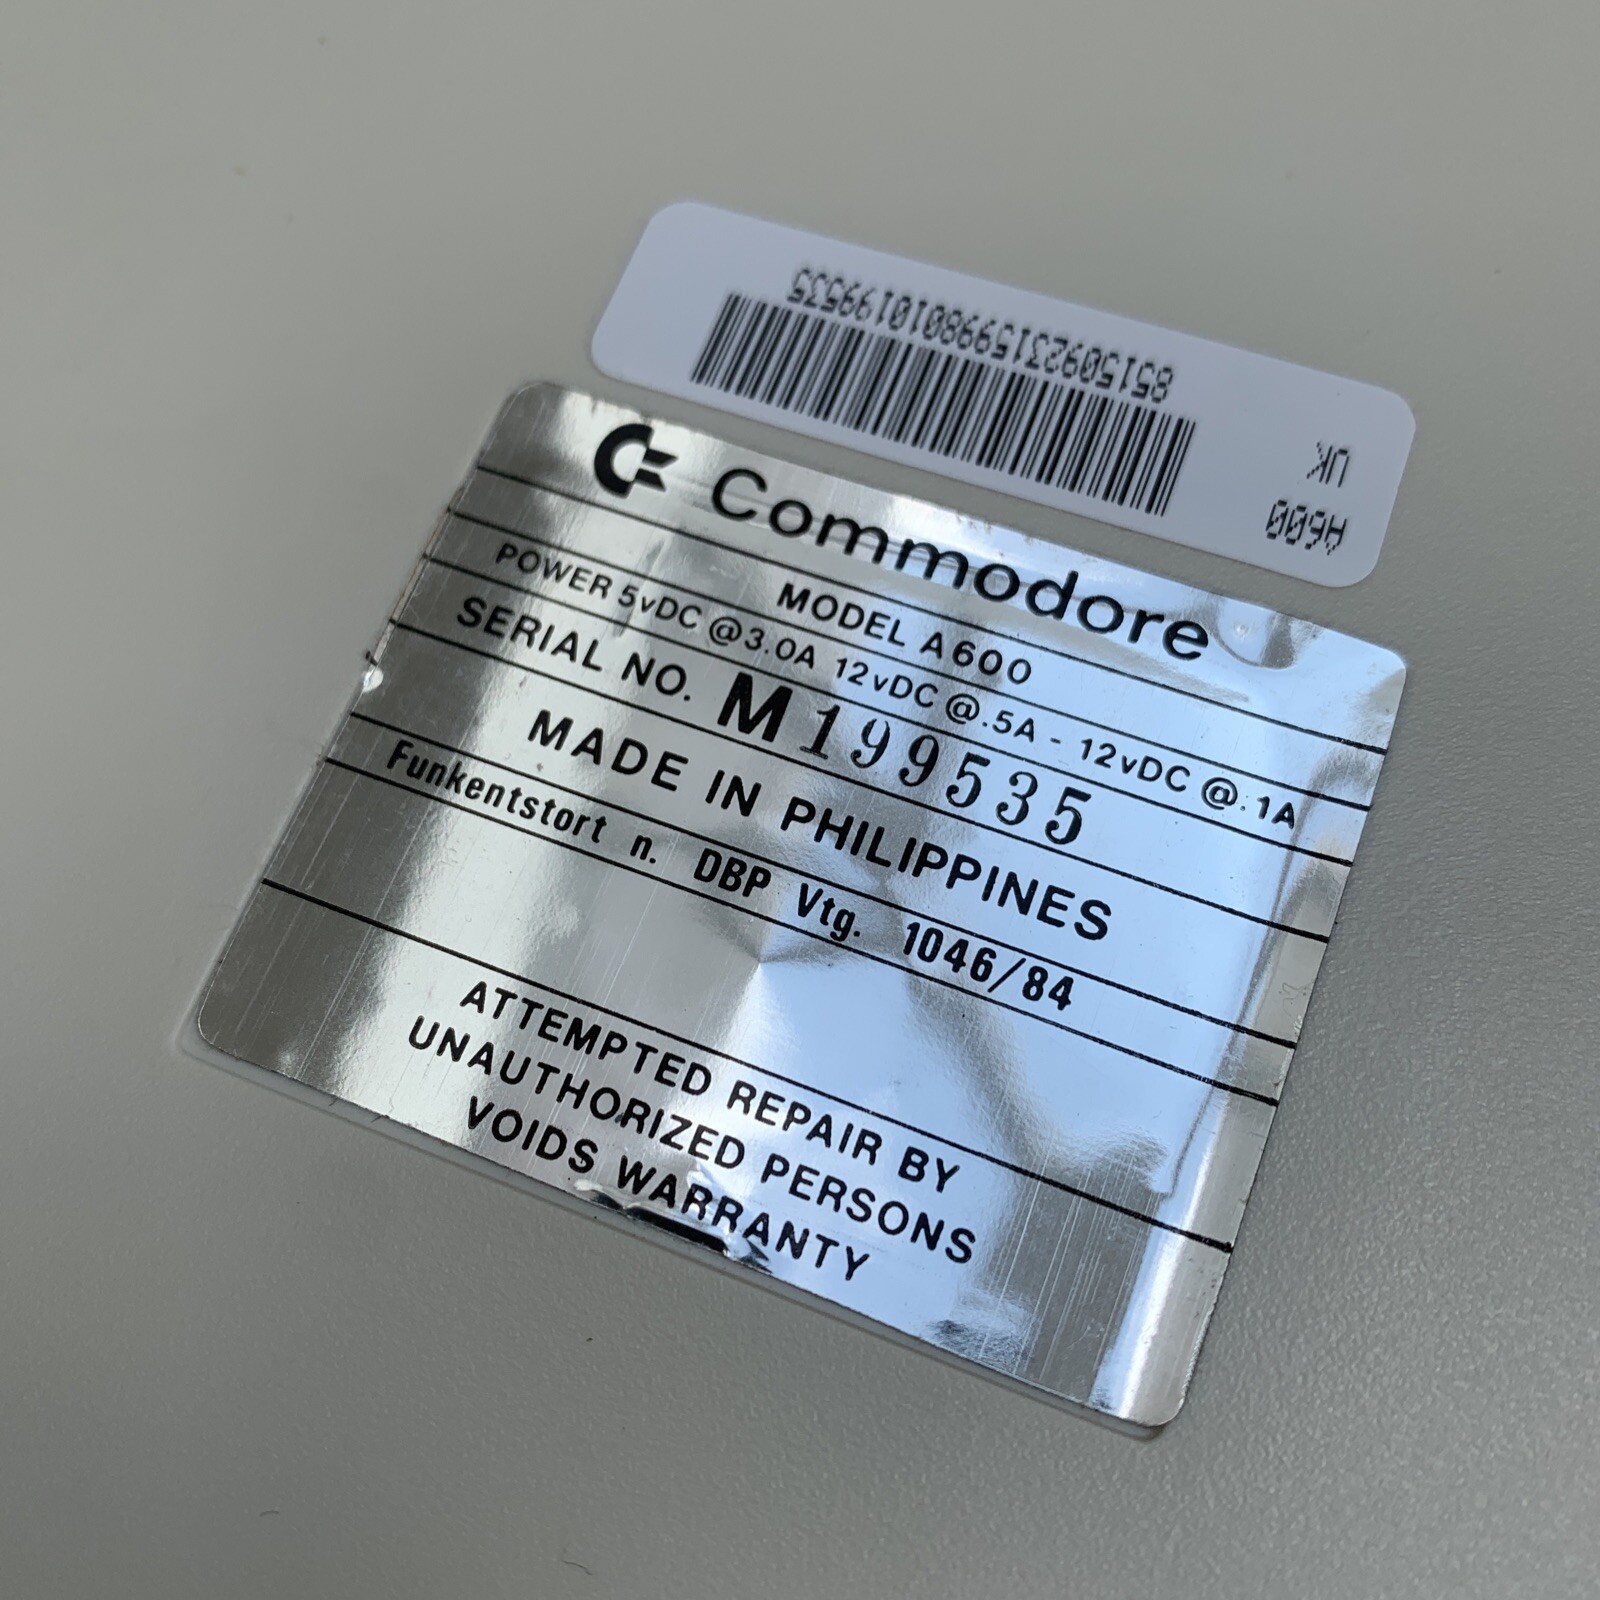 A600
UK
8515092315998010199535
Commodore
MODEL A600
POWER 5vDC @3.0A 12vDC @.5A - 12vDC @.1A
SERIAL NO. M199535
MADE IN PHILIPPINES
Funkentstort n. DBP Vtg. 1046/84
ATTEMPTED REPAIR BY
UNAUTHORIZED PERSONS
VOIDS WARRANTY